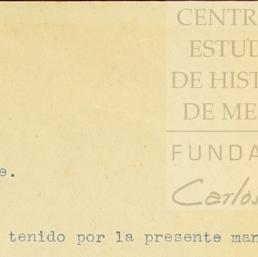 CENTR
ESTUD
DE HIST
DE ME
FUNDA
Carlos
e.
tenido por la presente man